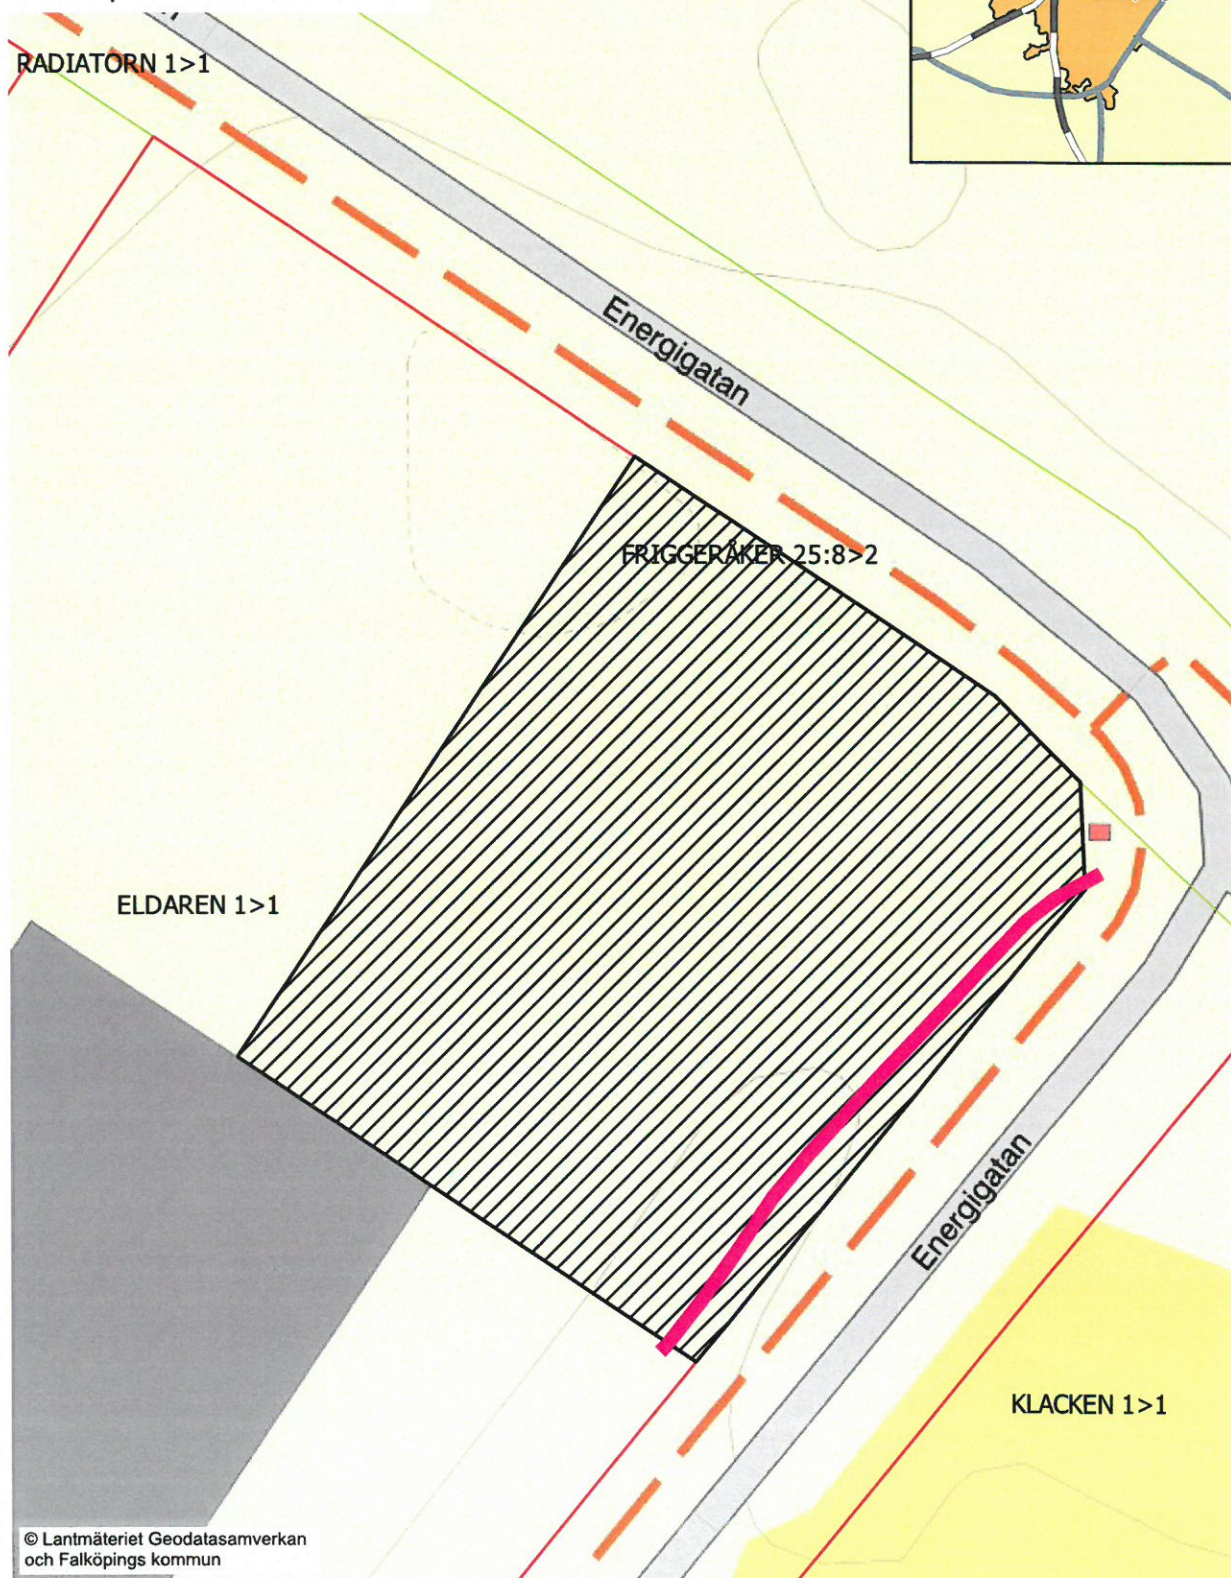 RADIATORN 1>1
Energigatan
FRIGGERÅKER 25:8>2
ELDAREN 1>1
Energigatan
KLACKEN 1>1
© Lantmäteriet Geodatasamverkan
och Falköpings kommun